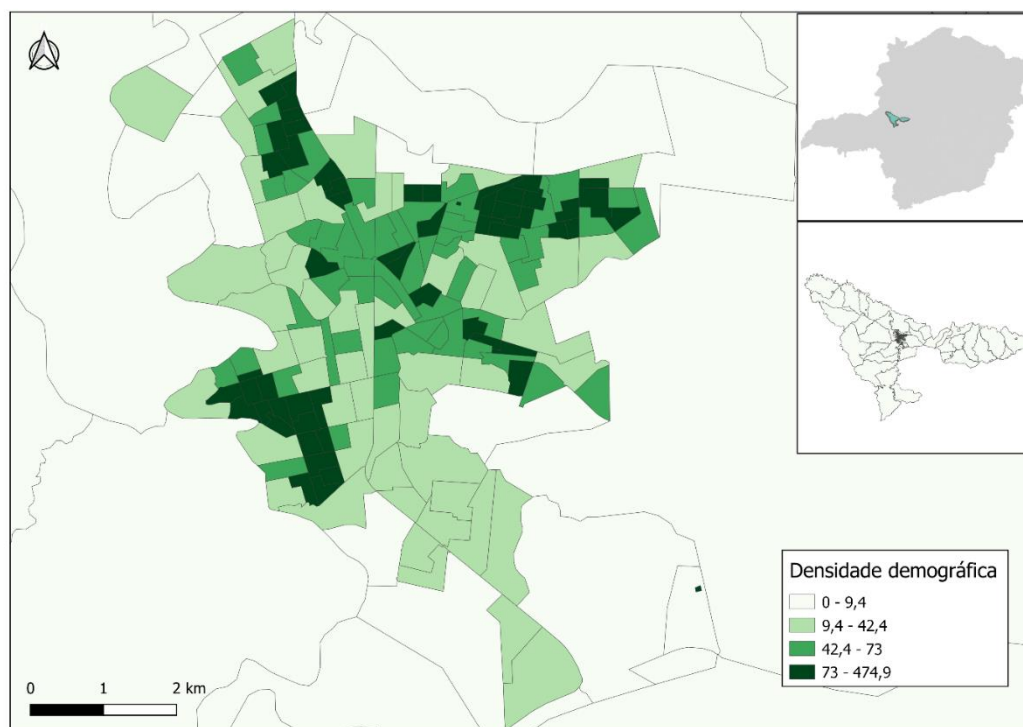 Densidade demográfica
0 - 9,4
9,4 - 42,4
42,4 - 73
73 - 474,9
0 1 2 km